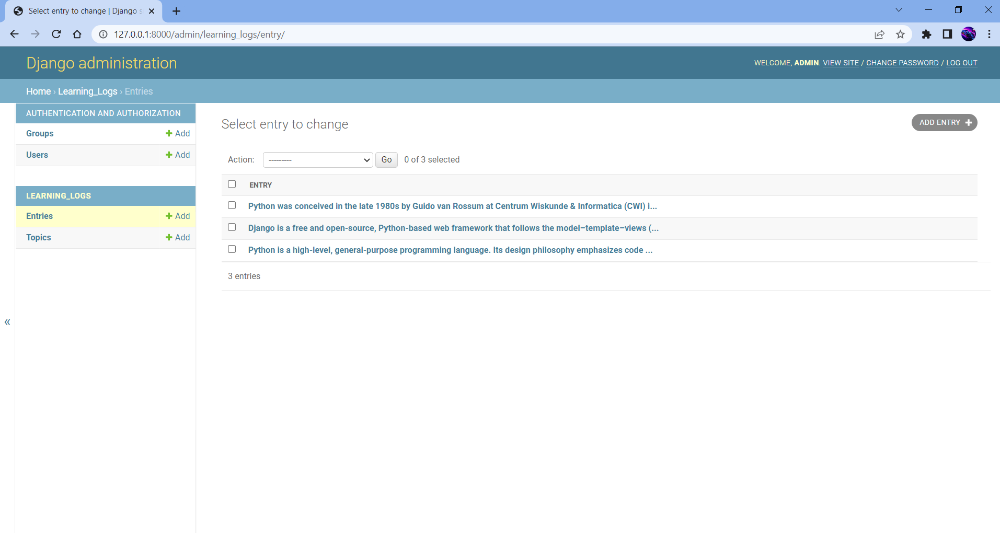 Select entry to change | Django s
127.0.0.1:8000/admin/learning_logs/entry/
Django administration
WELCOME, ADMIN. VIEW SITE / CHANGE PASSWORD / LOG OUT
Home › Learning_Logs › Entries
AUTHENTICATION AND AUTHORIZATION
Groups
Add
Users
Add
LEARNING_LOGS
Entries
Add
Topics
Add
«
Select entry to change
ADD ENTRY
Action:
---------
Go
0 of 3 selected
ENTRY
Python was conceived in the late 1980s by Guido van Rossum at Centrum Wiskunde & Informatica (CWI) i...
Django is a free and open-source, Python-based web framework that follows the model–template–views (...
Python is a high-level, general-purpose programming language. Its design philosophy emphasizes code ...
3 entries